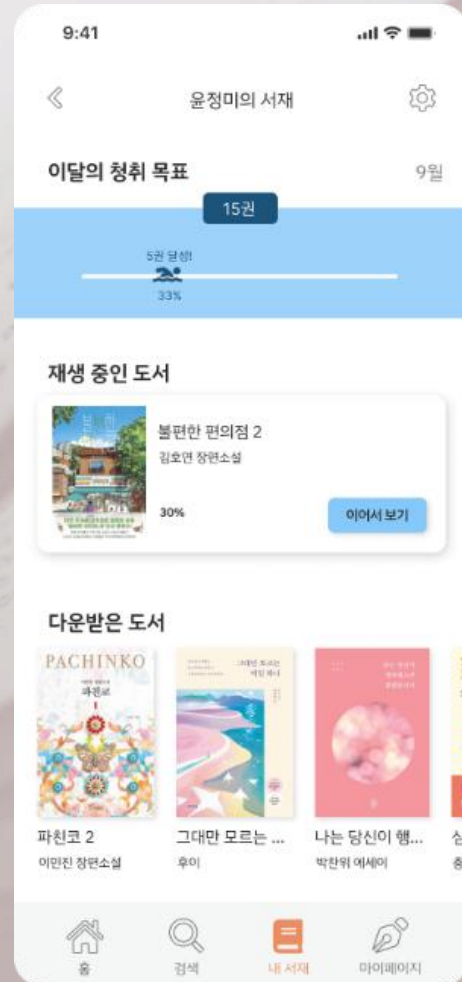 9:41
윤정미의 서재
이달의 청취 목표
9월
15권
5권 달성!
33%
재생 중인 도서
불편한 편의점 2
김호연 장편소설
30%
이어서 보기
다운받은 도서
PACHINKO
파친코
그대만 모르는
파친코 2
이민진 장편소설
그대만 모르는 ...
후이
나는 당신이 행...
박찬위 에세이
홈
검색
내 서재
마이페이지